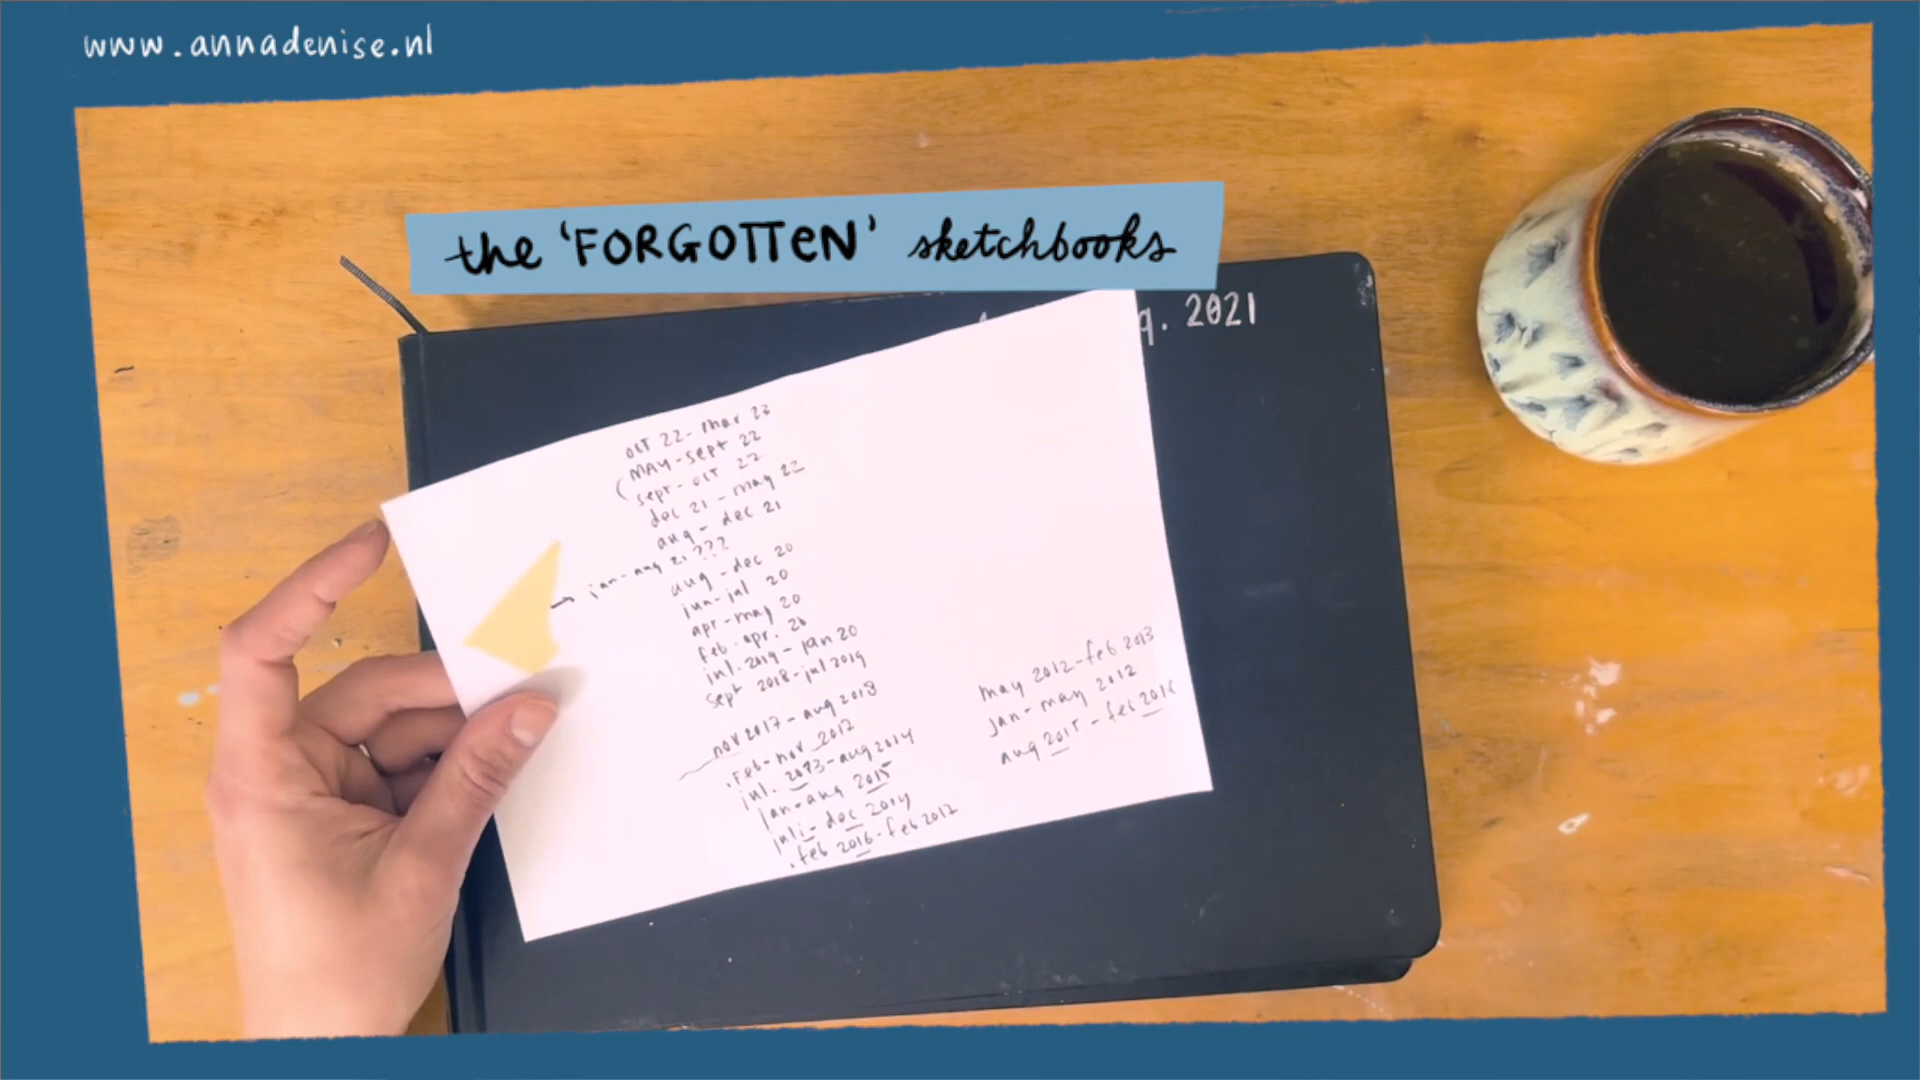 www.annadenise.nl
the 'FORGOTTEN' sketchbooks
g. 2021
oct 22 - mar 23
(MAY - sept 22
sept - oct 22
dec 21 - may 22
aug - dec 21
→ jan - aug 21 ???
aug - dec 20
jun - jul 20
apr - may 20
feb - apr. 20
jul. 2019 - jan 20
sept 2018 - jul 2019
nov 2017 - aug 2018
. Feb - nov 2017
jul. 2013 - aug 2014
jan - aug 2015
juli - dec 2014
. feb 2016 - feb 2017
may 2012 - feb 2013
jan - may 2012
aug 2015 - feb 2016